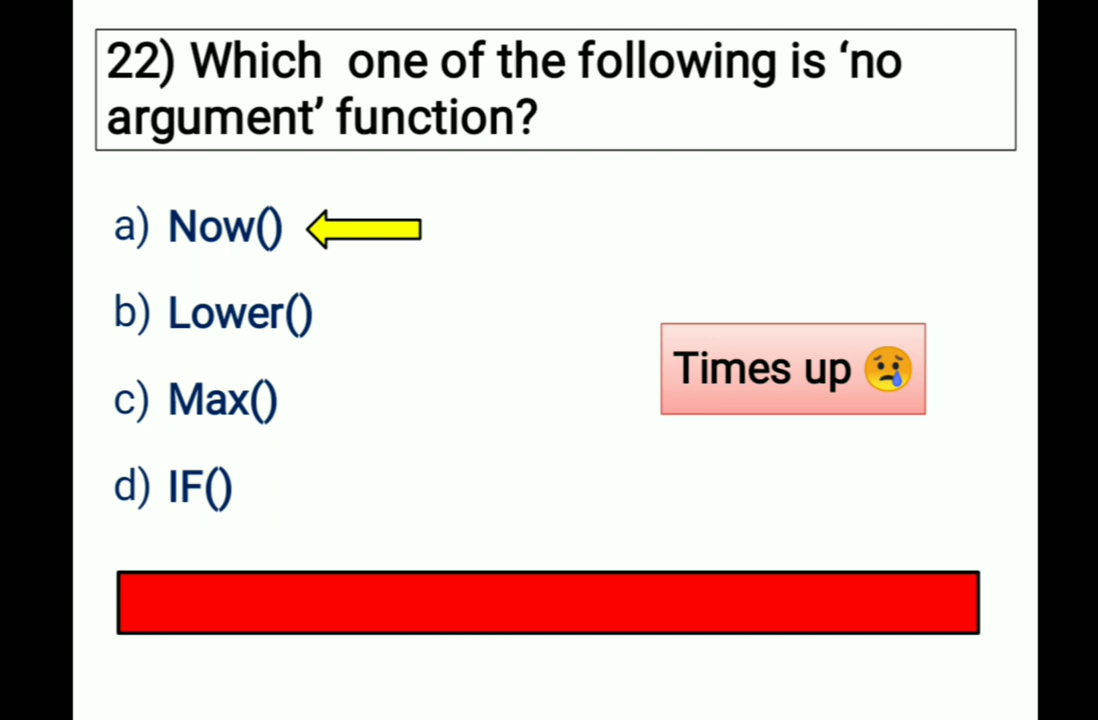 22) Which one of the following is ‘no
argument’ function?
a) Now()
b) Lower()
c) Max()
d) IF()
Times up 😢